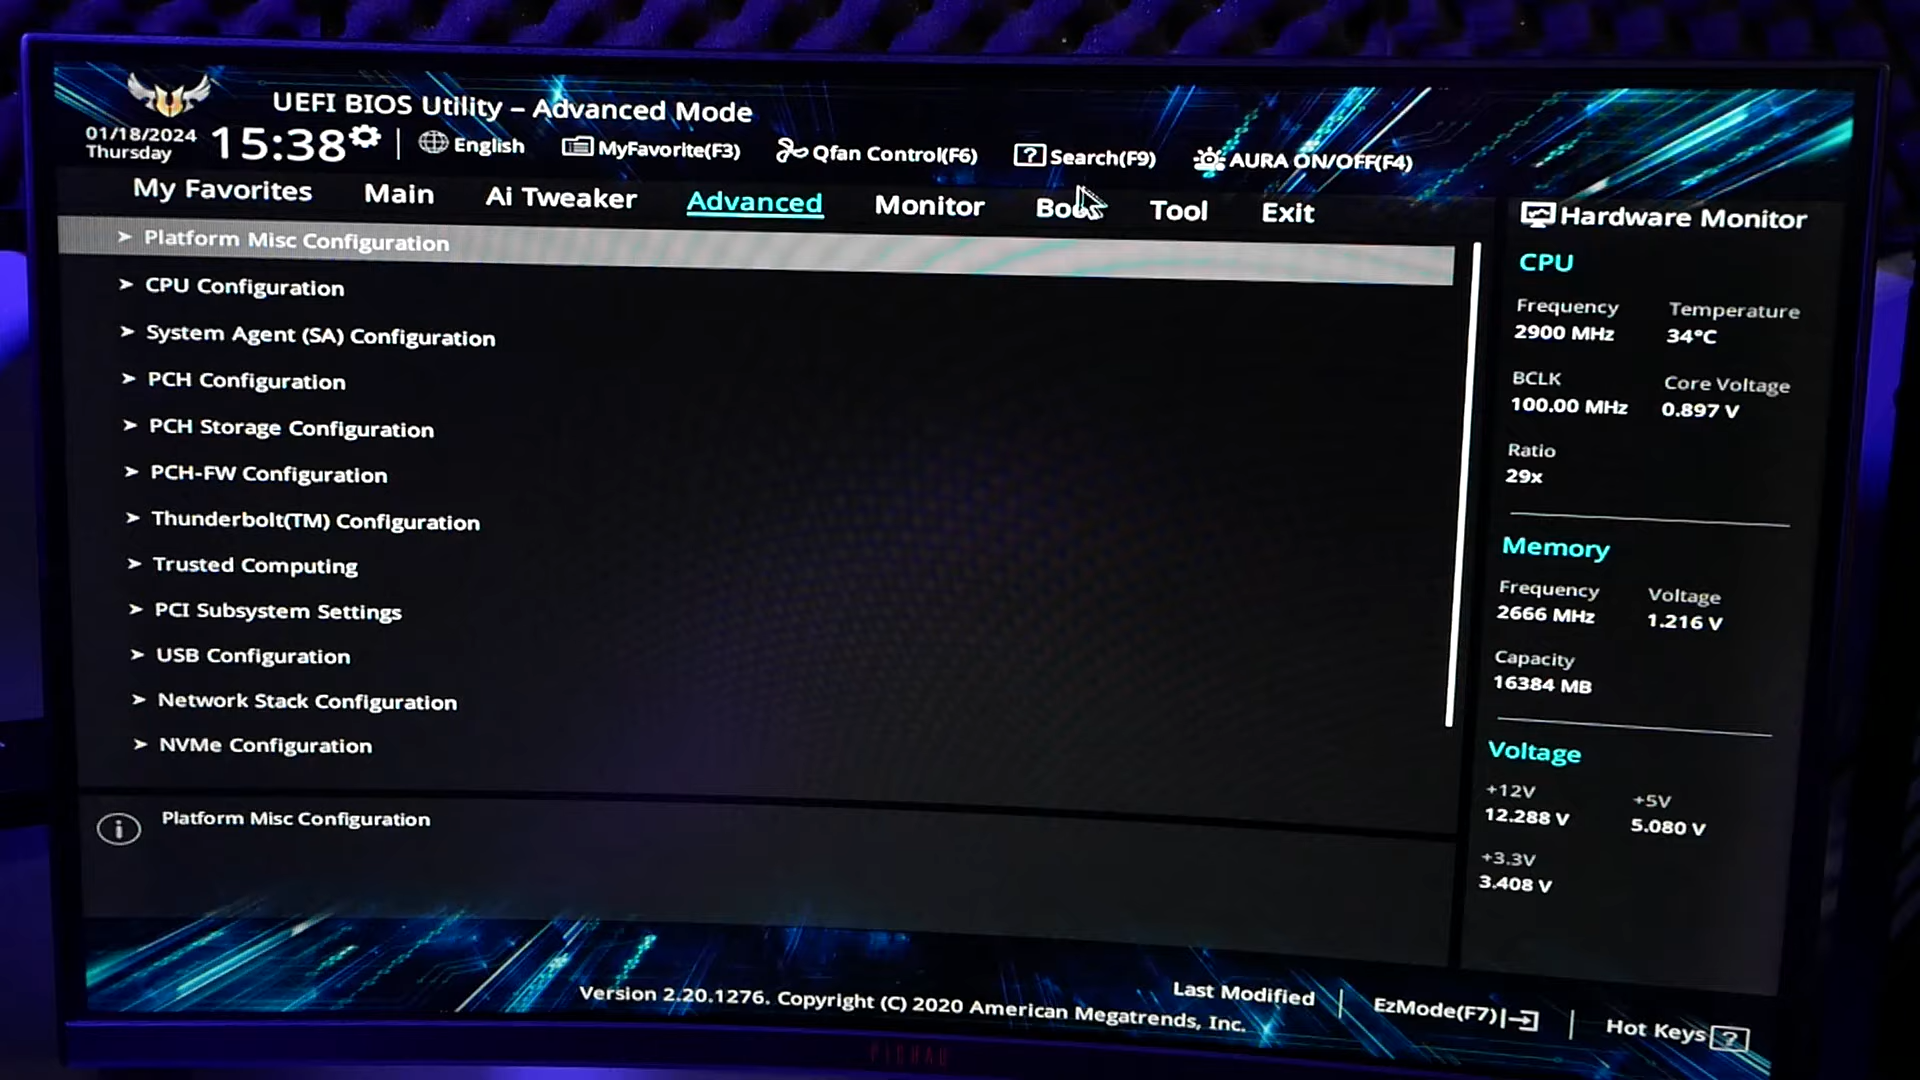 UEFI BIOS Utility – Advanced Mode
01/18/2024
Thursday
15:38
English
MyFavorite(F3)
Qfan Control(F6)
Search(F9)
AURA ON/OFF(F4)
My Favorites
Main
Ai Tweaker
Advanced
Monitor
Boot
Tool
Exit
Platform Misc Configuration
CPU Configuration
System Agent (SA) Configuration
PCH Configuration
PCH Storage Configuration
PCH-FW Configuration
Thunderbolt(TM) Configuration
Trusted Computing
PCI Subsystem Settings
USB Configuration
Network Stack Configuration
NVMe Configuration
Platform Misc Configuration
Hardware Monitor
CPU
Frequency Temperature
2900 MHz 34°C
BCLK Core Voltage
100.00 MHz 0.897 V
Ratio
29x
Memory
Frequency Voltage
2666 MHz 1.216 V
Capacity
16384 MB
Voltage
+12V +5V
12.288 V 5.080 V
+3.3V
3.408 V
Last Modified
EzMode(F7)
Hot Keys
Version 2.20.1276. Copyright (C) 2020 American Megatrends, Inc.
PICHAU